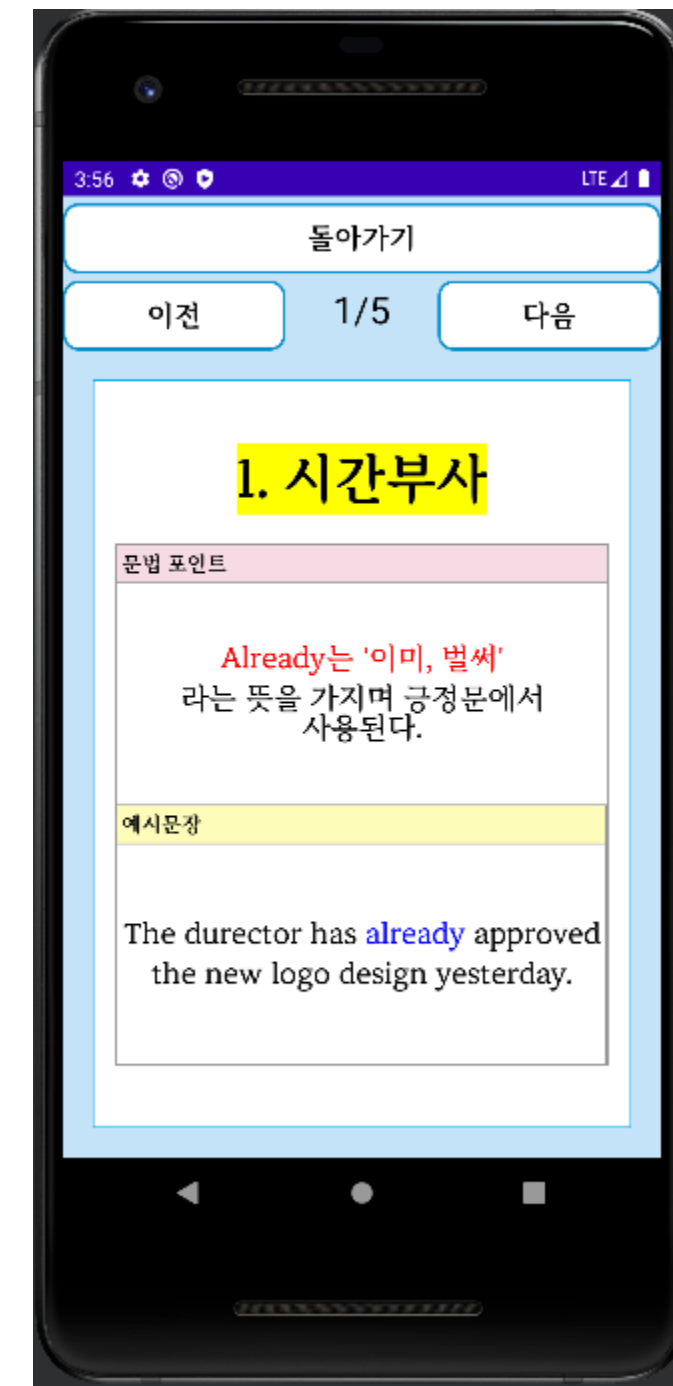 3:56 LTE
돌아가기
이전 1/5 다음
1. 시간부사
문법 포인트
Already는 '이미, 벌써'
라는 뜻을 가지며 긍정문에서
사용된다.
예시문장
The durector has already approved
the new logo design yesterday.